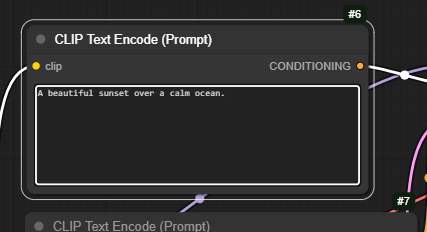 #6
CLIP Text Encode (Prompt)
clip CONDITIONING
A beautiful sunset over a calm ocean.
#7
CLIP Text Encode (Prompt)